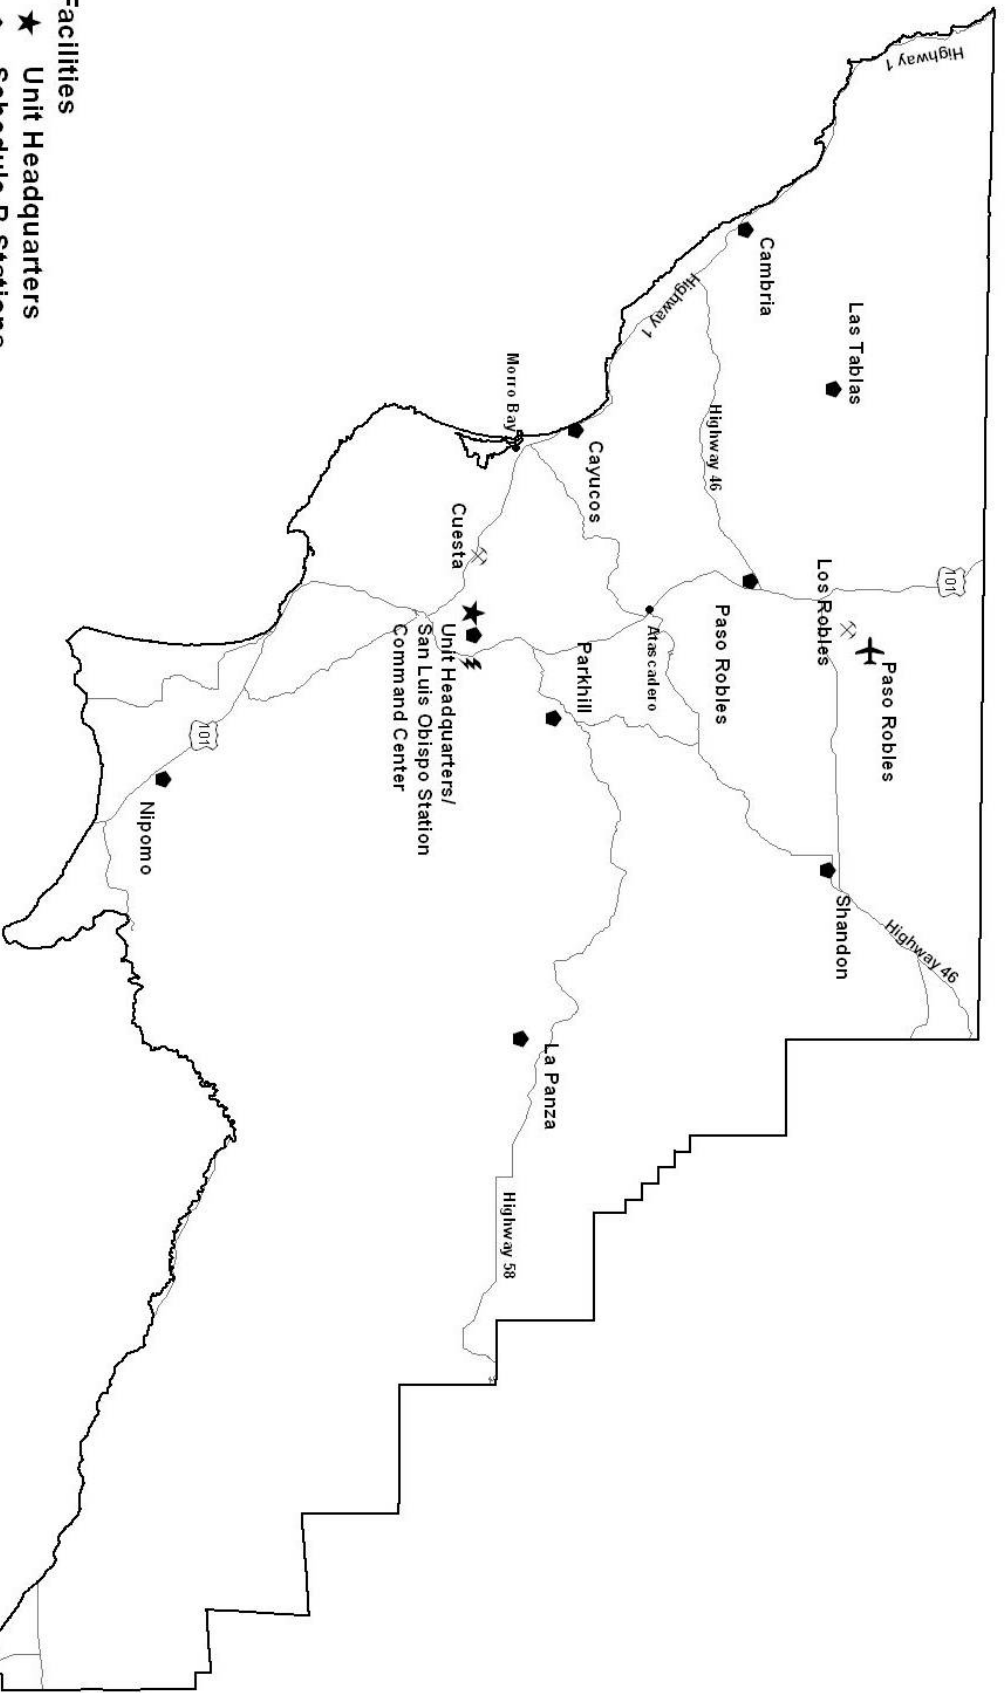 Highway 1
101
Highway 46
Paso Robles
Las Tablas
Shandon
Los Robles
Cambria
Paso Robles
Highway 46
Highway 1
Atascadero
Cayucos
Parkhill
La Panza
Morro Bay
Highway 58
Cuesta
Unit Headquarters/
San Luis Obispo Station
Command Center
101
Nipomo
Facilities
Unit Headquarters
Schedule B Stations